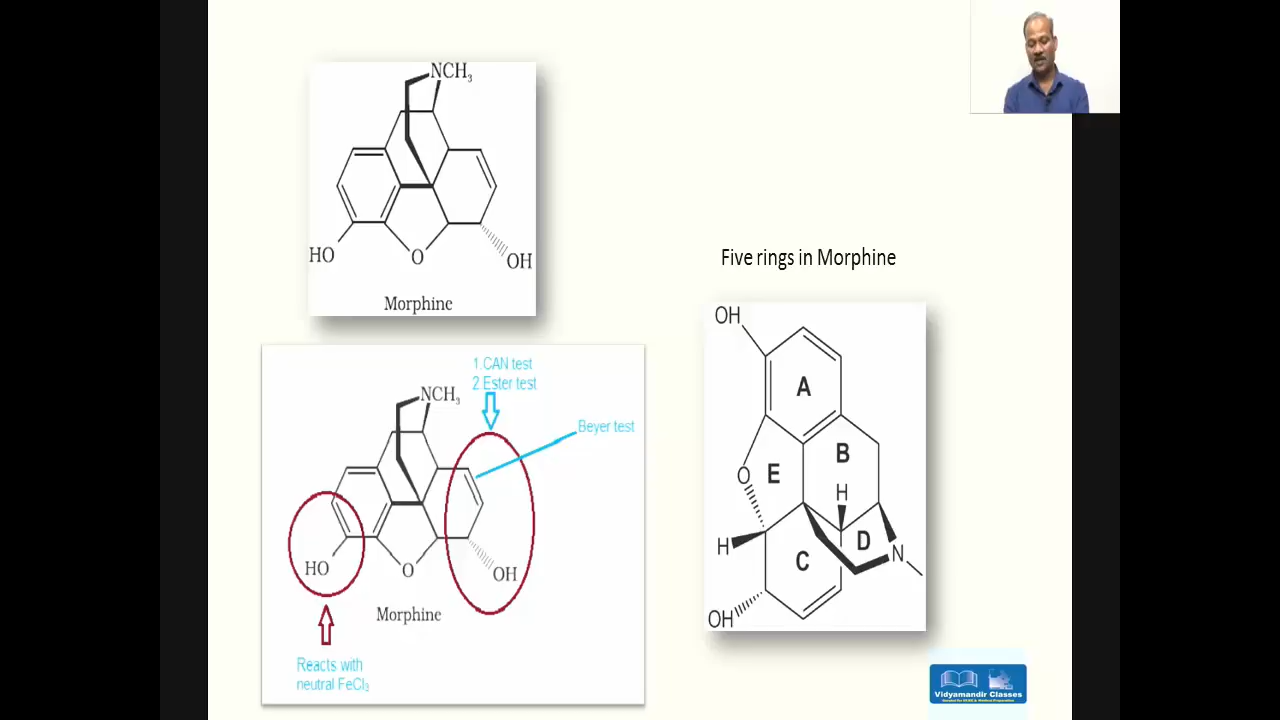 NCH₃
HO
O
OH
Morphine
1.CAN test
2 Ester test
Beyer test
NCH₃
HO
O
OH
Morphine
Reacts with
neutral FeCl₃
Five rings in Morphine
OH
A
B
E
O
H
H
D
N
C
OH
Vidyamandir Classes